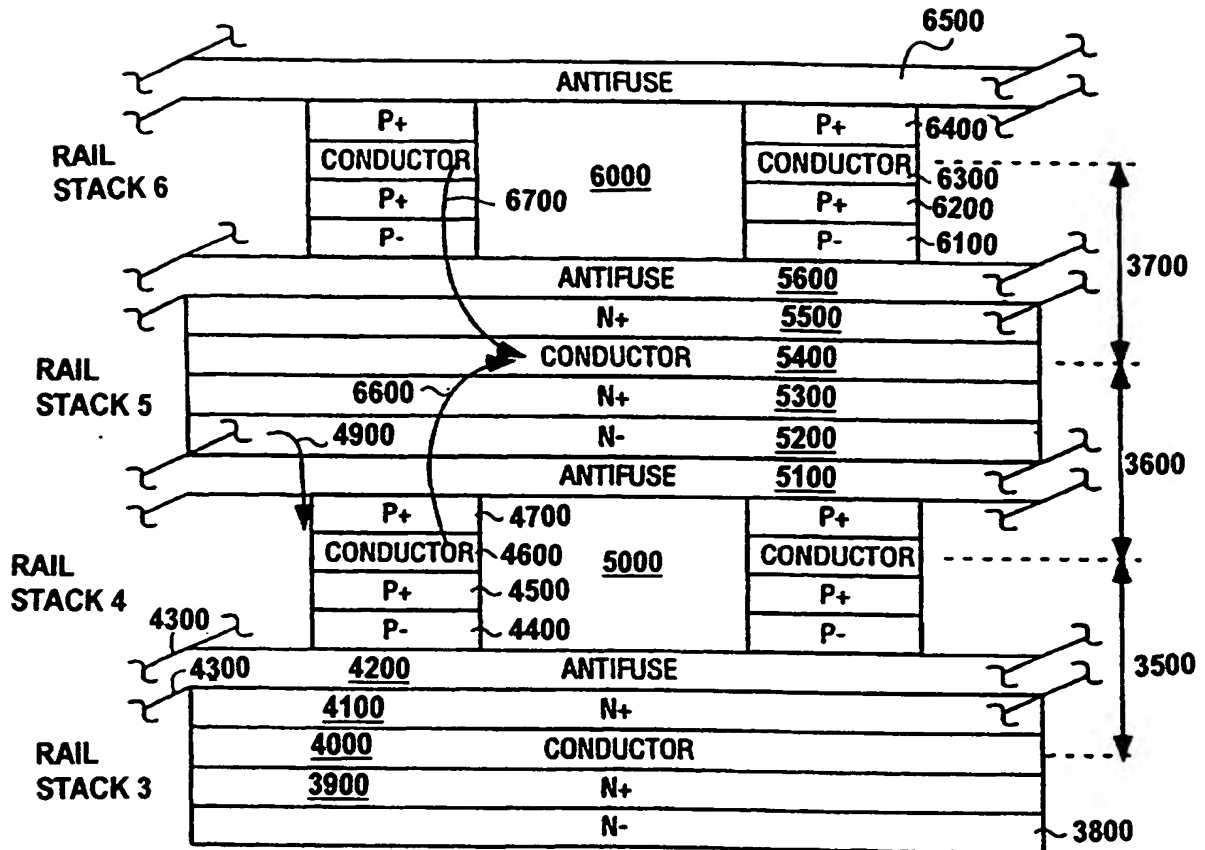 6500
ANTIFUSE
P+ P+ 6400
RAIL
STACK 6
CONDUCTOR 6000 CONDUCTOR 6300
6700 P+ P+ 6200
P- P- 6100
3700
ANTIFUSE 5600
N+ 5500
RAIL
STACK 5
CONDUCTOR 5400
6600 N+ 5300
4900 N- 5200
3600
ANTIFUSE 5100
P+ 4700 P+
RAIL
STACK 4
CONDUCTOR 4600 5000 CONDUCTOR
P+ 4500 P+
P- 4400 P-
4300
3500
4300 4200 ANTIFUSE
4100 N+
RAIL
STACK 3
4000 CONDUCTOR
3900 N+
N- 3800